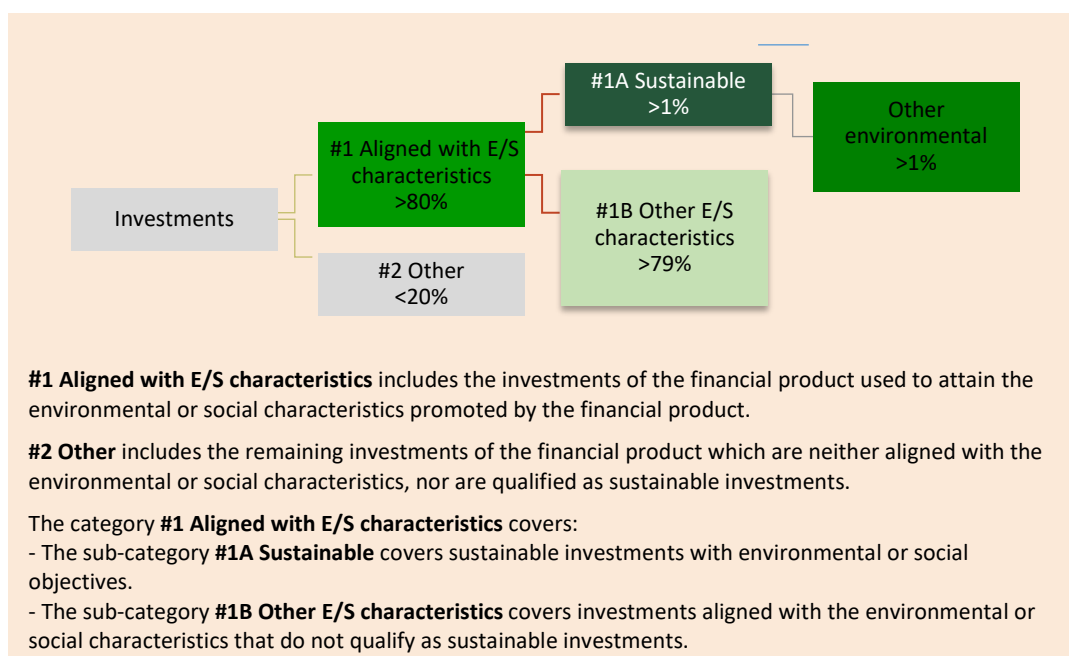 #1A Sustainable
>1%
Other
environmental
>1%
#1 Aligned with E/S
characteristics
>80%
Investments
#1B Other E/S
characteristics
>79%
#2 Other
<20%
#1 Aligned with E/S characteristics includes the investments of the financial product used to attain the
environmental or social characteristics promoted by the financial product.
#2 Other includes the remaining investments of the financial product which are neither aligned with the
environmental or social characteristics, nor are qualified as sustainable investments.
The category #1 Aligned with E/S characteristics covers:
- The sub-category #1A Sustainable covers sustainable investments with environmental or social
objectives.
- The sub-category #1B Other E/S characteristics covers investments aligned with the environmental or
social characteristics that do not qualify as sustainable investments.